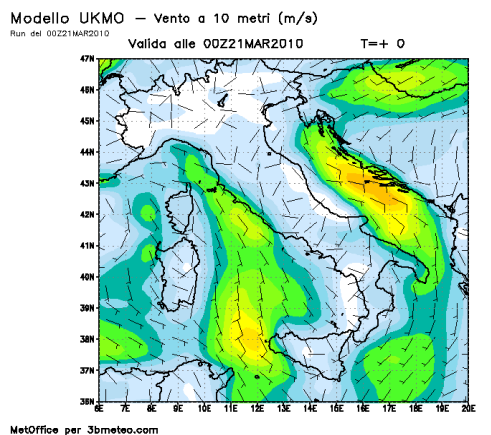 Modello UKMO – Vento a 10 metri (m/s)
Run del 00Z21MAR2010
Valida alle 00Z21MAR2010 T=+ 0
47N
46N
45N
44N
43N
42N
41N
40N
39N
38N
37N
36N
6E 7E 8E 9E 10E 11E 12E 13E 14E 15E 16E 17E 18E 19E 20E
MetOffice per 3bmeteo.com